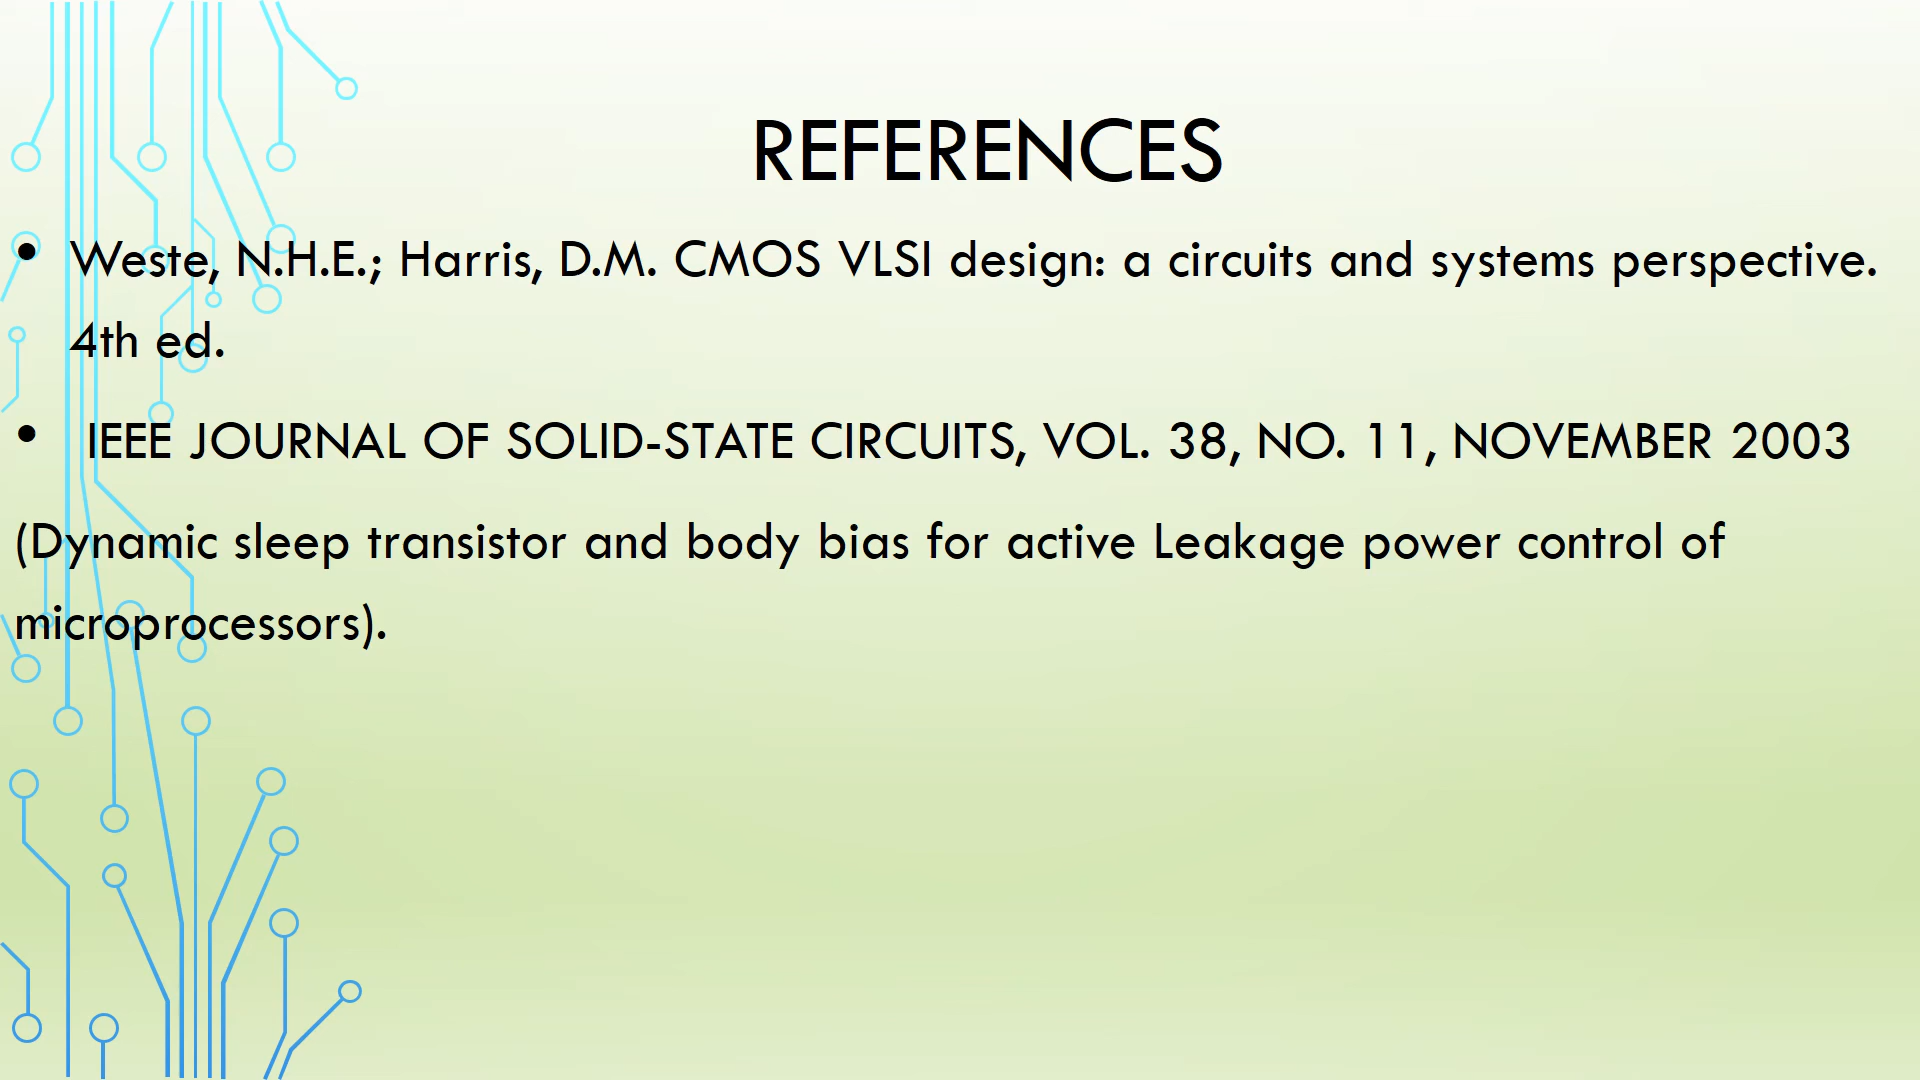 REFERENCES
• Weste, N.H.E.; Harris, D.M. CMOS VLSI design: a circuits and systems perspective.
4th ed.
• IEEE JOURNAL OF SOLID-STATE CIRCUITS, VOL. 38, NO. 11, NOVEMBER 2003
(Dynamic sleep transistor and body bias for active Leakage power control of
microprocessors).